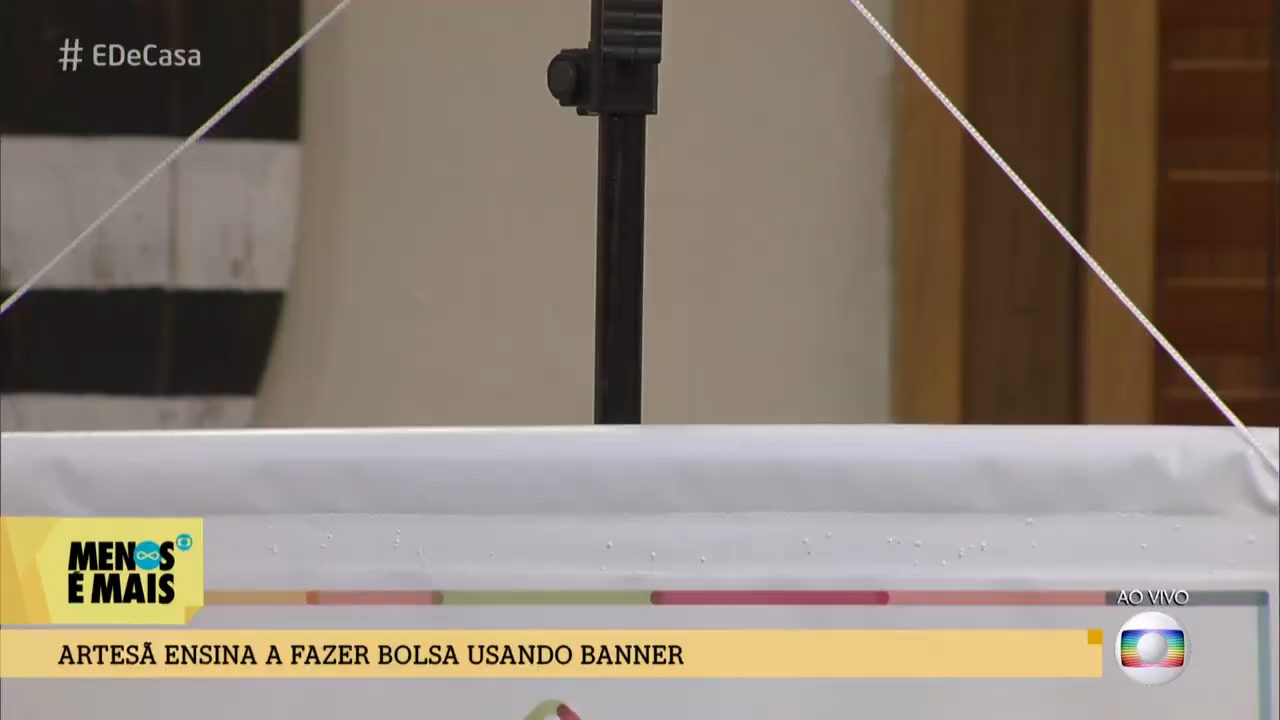 # EDeCasa
MENOS
É MAIS
AO VIVO
ARTESÃ ENSINA A FAZER BOLSA USANDO BANNER